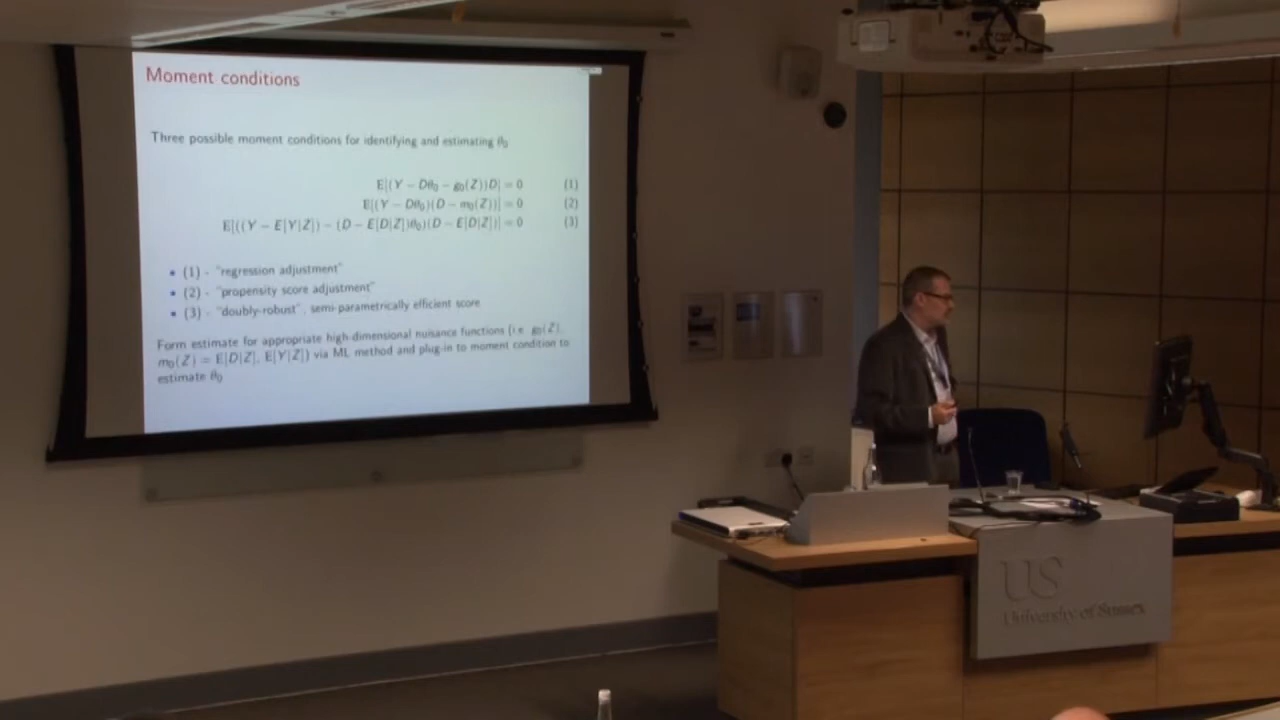 Moment conditions
Three possible moment conditions for identifying and estimating θ₀
E[(Y − Dθ₀ − g₀(Z))D] = 0 (1)
E[(Y − Dθ₀)(D − m₀(Z))] = 0 (2)
E[((Y − E[Y|Z]) − (D − E[D|Z])θ₀)(D − E[D|Z])] = 0 (3)
• (1) - "regression adjustment"
• (2) - "propensity score adjustment"
• (3) - "doubly-robust", semi-parametrically efficient score
Form estimate for appropriate high-dimensional nuisance functions (i.e. g₀(Z),
m₀(Z) = E[D|Z], E[Y|Z]) via ML method and plug-in to moment condition to
estimate θ₀
US
University of Sussex